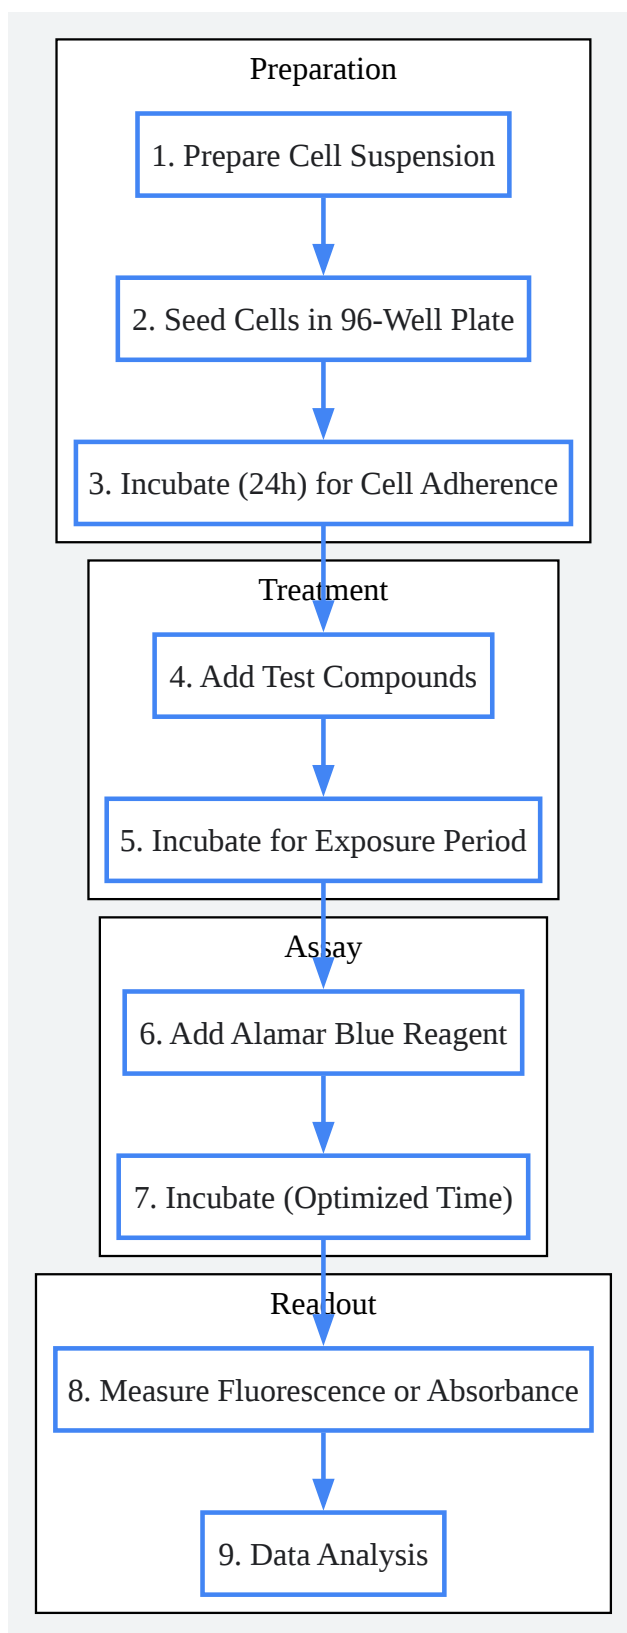 Preparation
1. Prepare Cell Suspension
2. Seed Cells in 96-Well Plate
3. Incubate (24h) for Cell Adherence
Treatment
4. Add Test Compounds
5. Incubate for Exposure Period
Assay
6. Add Alamar Blue Reagent
7. Incubate (Optimized Time)
Readout
8. Measure Fluorescence or Absorbance
9. Data Analysis